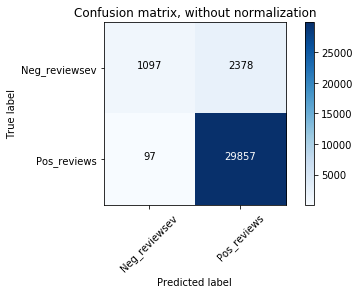 Confusion matrix, without normalization
True label
Neg_reviewsev
1097
2378
Pos_reviews
97
29857
Neg_reviewsev
Pos_reviews
Predicted label
25000
20000
15000
10000
5000